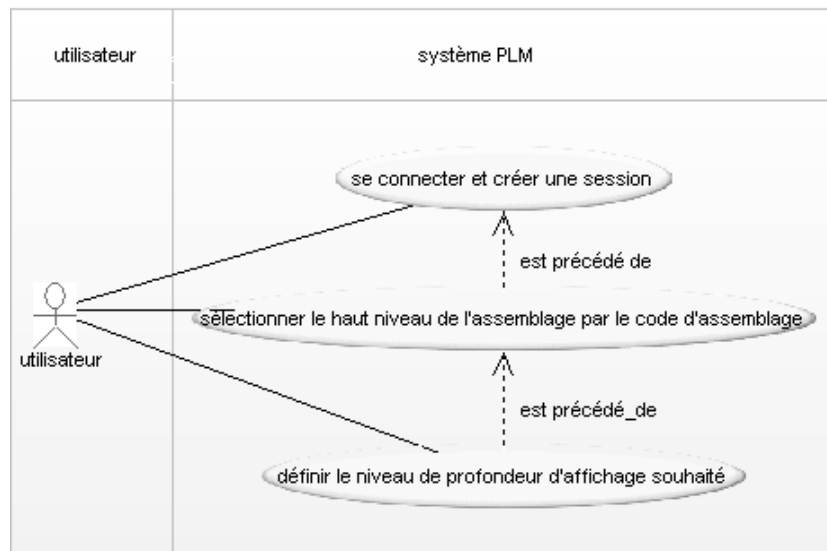 utilisateur
système PLM
se connecter et créer une session
est précédé de
sèlectionner le haut niveau de l'assemblage par le code d'assemblage
utilisateur
est précédé_de
définir le niveau de profondeur d'affichage souhaité